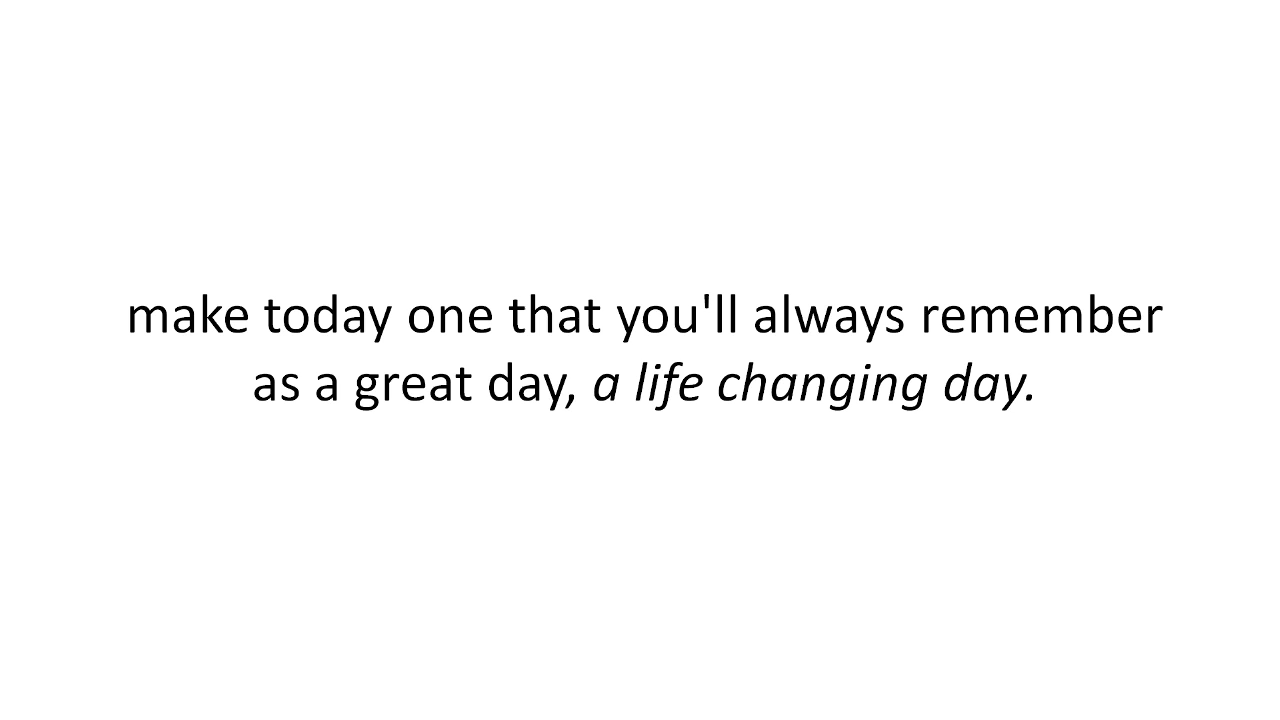 make today one that you'll always remember
as a great day, a life changing day.